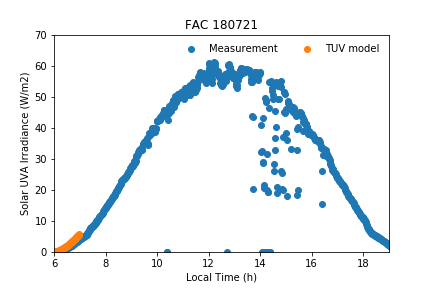 FAC 180721
Measurement TUV model
Solar UVA Irradiance (W/m2)
70
60
50
40
30
20
10
0
6 8 10 12 14 16 18
Local Time (h)